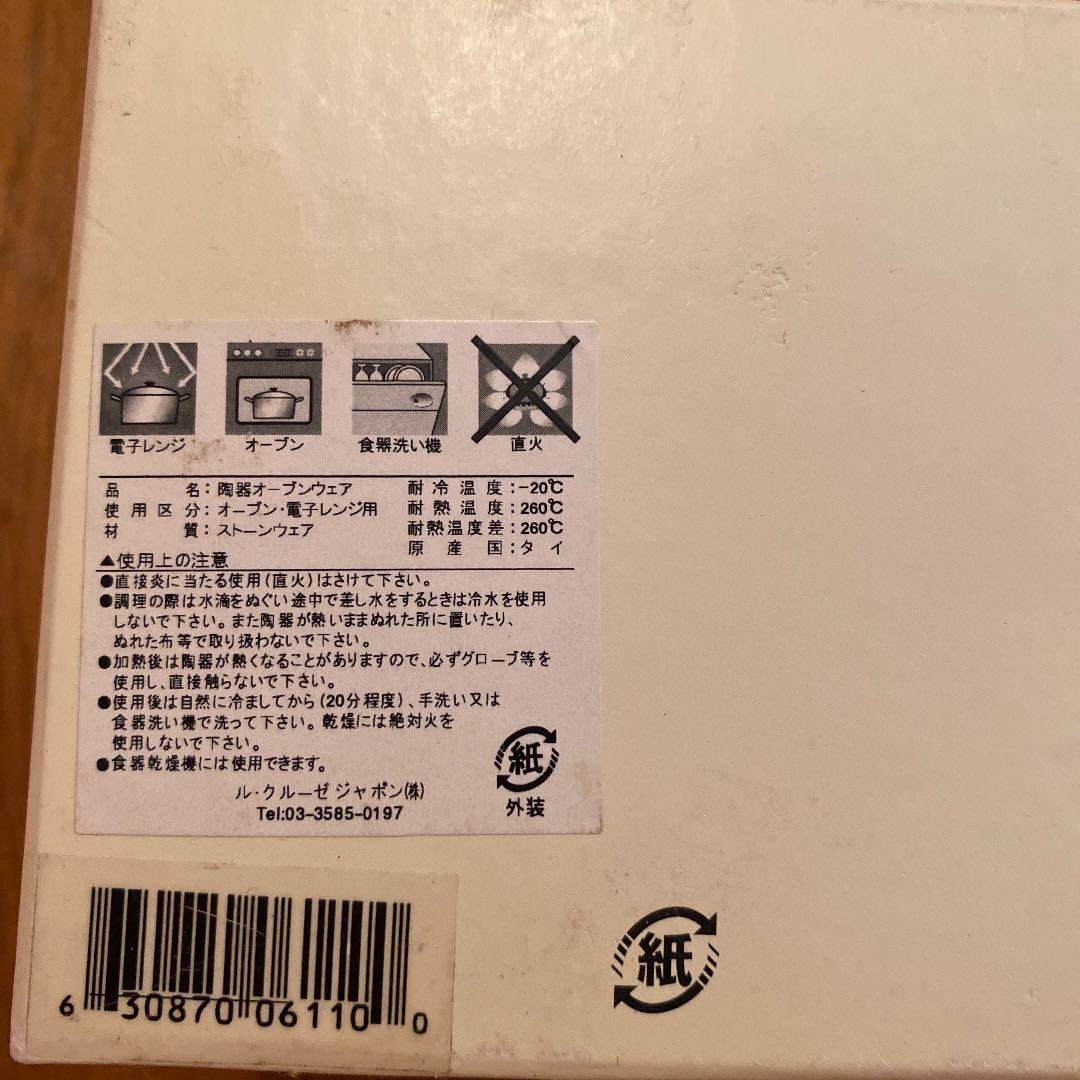 電子レンジ オーブン 食器洗い機 直火
品名：陶器オーブンウェア 耐冷温度：-20℃
使用区分：オーブン・電子レンジ用 耐熱温度：260℃
材質：ストーンウェア 耐熱温度差：260℃
原産国：タイ
▲使用上の注意
●直接炎に当たる使用(直火)はさけて下さい。
●調理の際は水滴をぬぐい途中で差し水をするときは冷水を使用
しないで下さい。また陶器が熱いままぬれた所に置いたり、
ぬれた布等で取り扱わないで下さい。
●加熱後は陶器が熱くなることがありますので、必ずグローブ等を
使用し、直接触らないで下さい。
●使用後は自然に冷ましてから(20分程度)、手洗い又は
食器洗い機で洗って下さい。乾燥には絶対火を
使用しないで下さい。
●食器乾燥機には使用できます。
紙
外装
ル・クルーゼ ジャポン㈱
Tel:03-3585-0197
6 30870 06110 0
紙